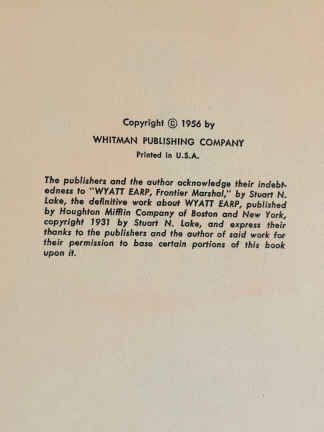 Copyright © 1956 by
WHITMAN PUBLISHING COMPANY
Printed in U.S.A.
The publishers and the author acknowledge their indebt-
edness to "WYATT EARP, Frontier Marshal," by Stuart N.
Lake, the definitive work about WYATT EARP, published
by Houghton Mifflin Company of Boston and New York,
copyright 1931 by Stuart N. Lake, and express their
thanks to the publishers and the author of said work for
their permission to base certain portions of this book
upon it.